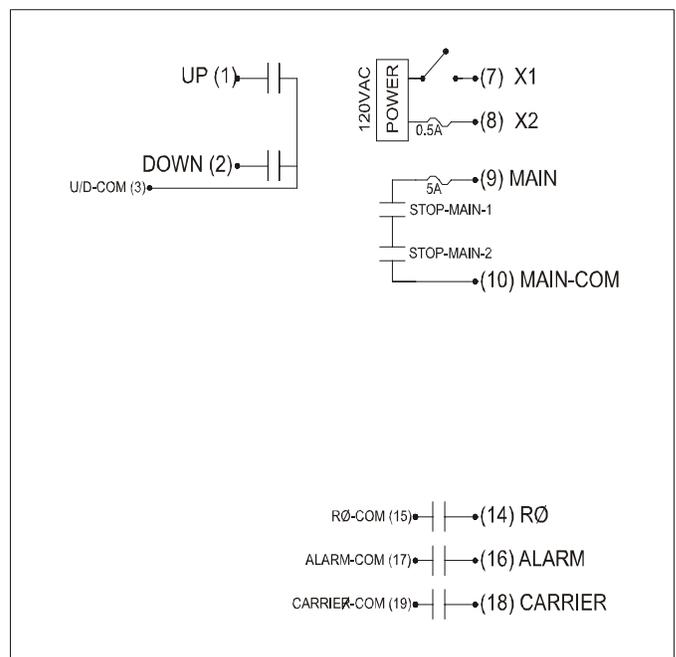 UP (1)
DOWN (2)
U/D-COM (3)
120VAC
POWER
(7) X1
0.5A
(8) X2
5A
(9) MAIN
STOP-MAIN-1
STOP-MAIN-2
(10) MAIN-COM
RØ-COM (15)
(14) RØ
ALARM-COM (17)
(16) ALARM
CARRIER-COM (19)
(18) CARRIER